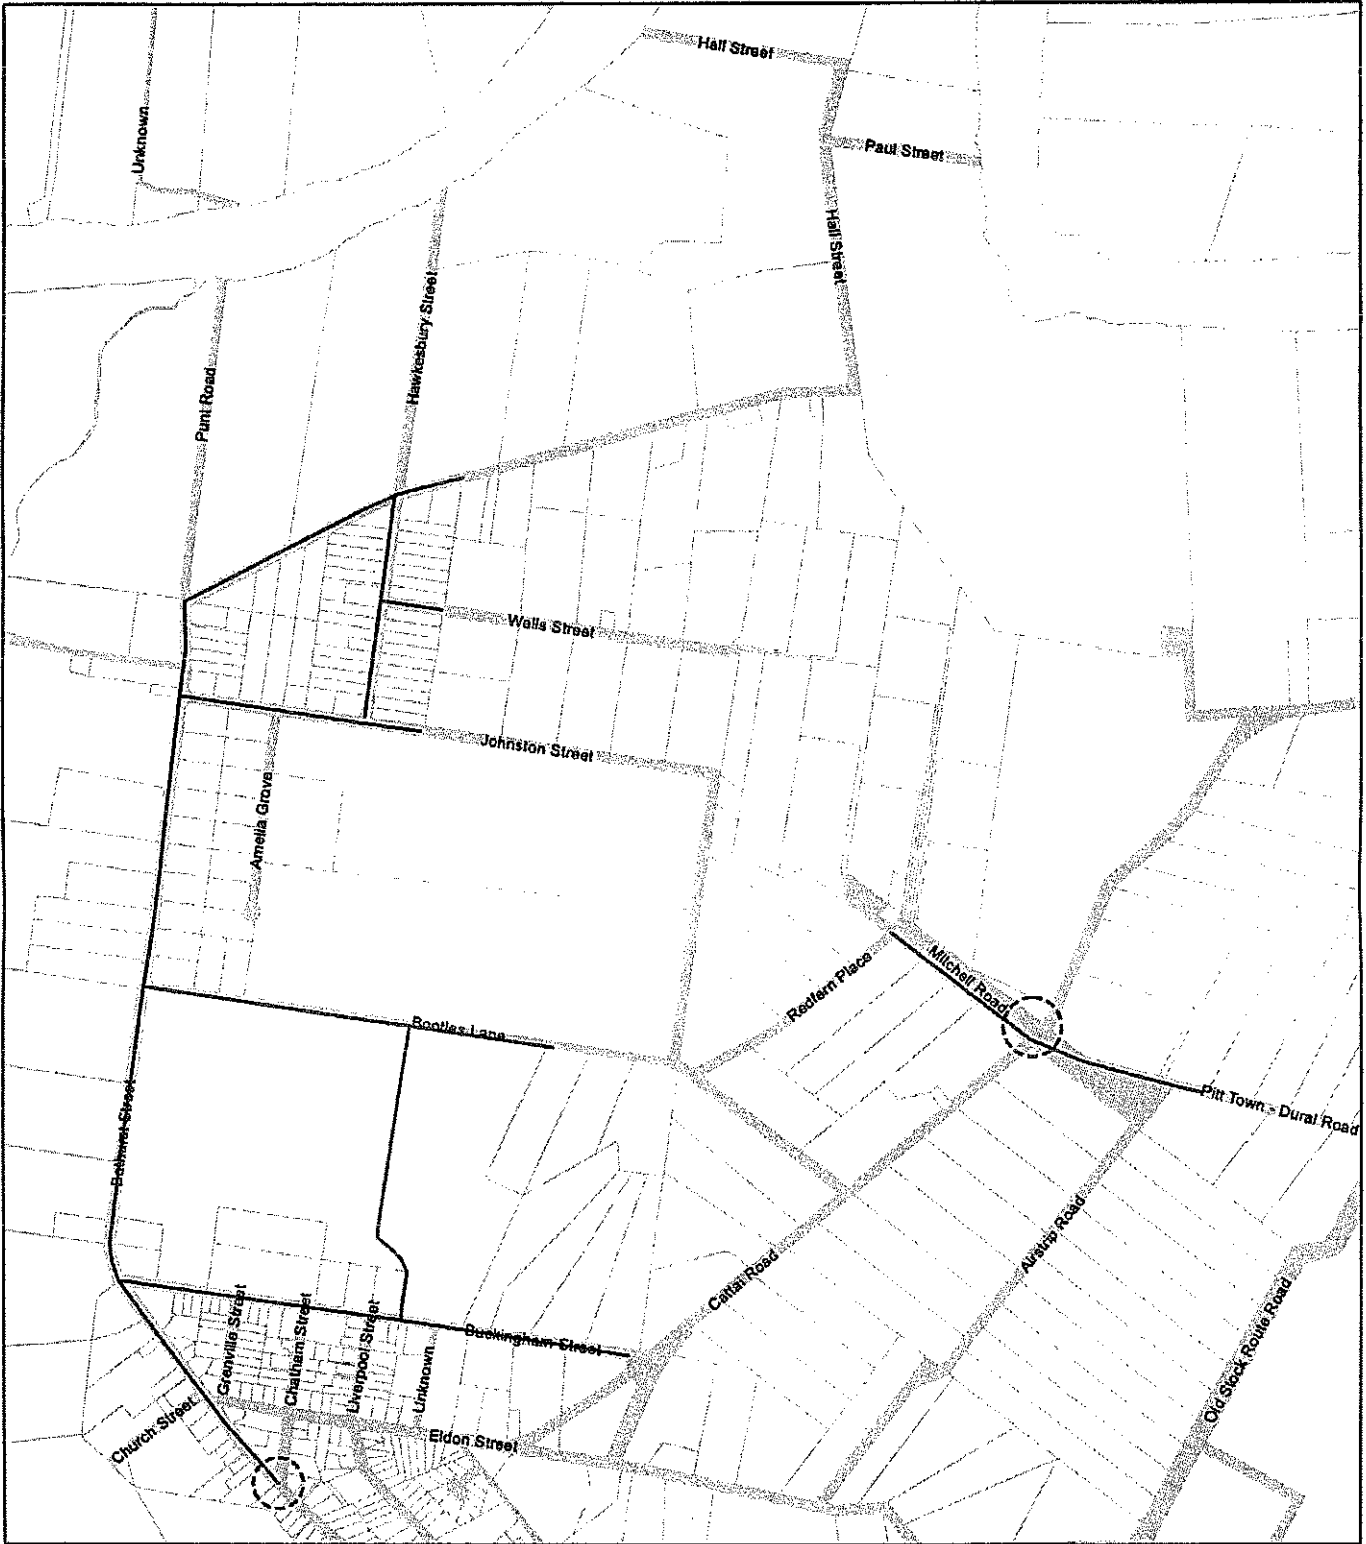 Hall Street
Unknown
Paul Street
Hall Street
Hawkesbury Street
Punt Road
Wells Street
Johnston Street
Amelia Grove
Mitchell Road
Redfern Place
Bootles Lane
Pitt Town - Dural Road
Bathurst Street
Airstrip Road
Cattai Road
Old Stock Route Road
Grenville Street
Chatham Street
Liverpool Street
Buckingham Street
Unknown
Church Street
Eldon Street